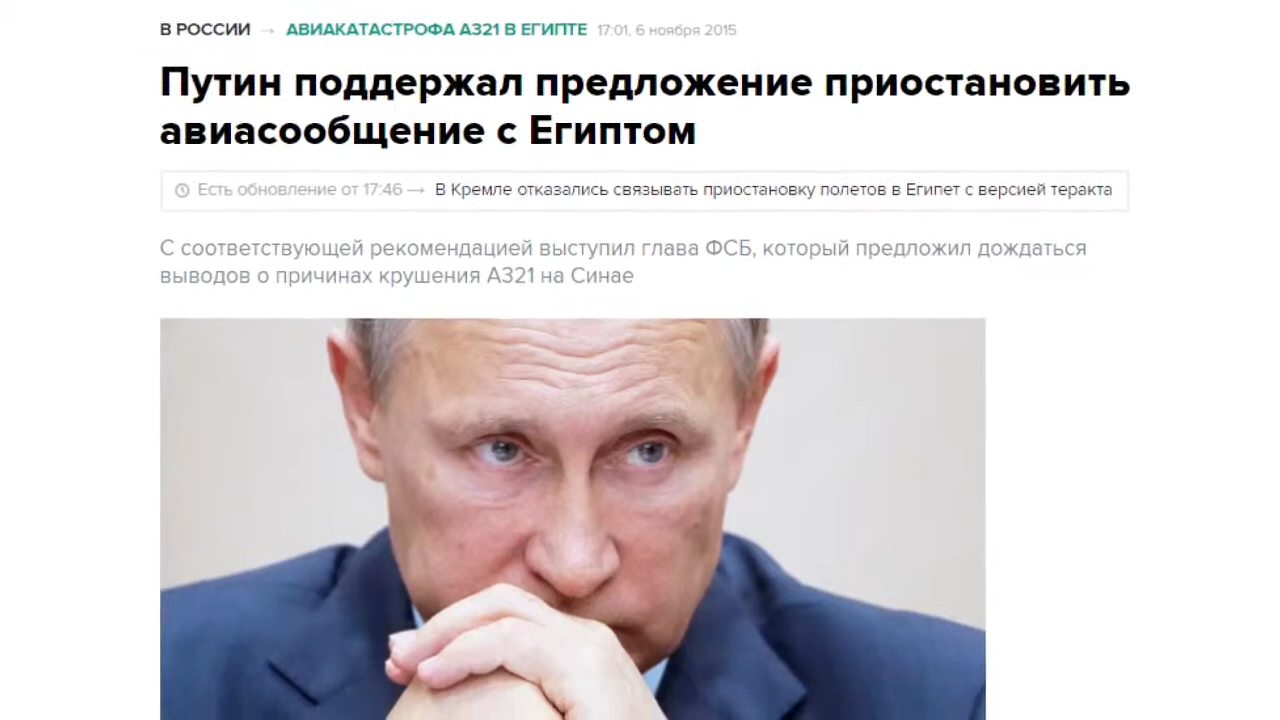 В РОССИИ → АВИАКАТАСТРОФА А321 В ЕГИПТЕ 17:01, 6 ноября 2015
Путин поддержал предложение приостановить
авиасообщение с Египтом
Есть обновление от 17:46 → В Кремле отказались связывать приостановку полетов в Египет с версией теракта
С соответствующей рекомендацией выступил глава ФСБ, который предложил дождаться
выводов о причинах крушения А321 на Синае